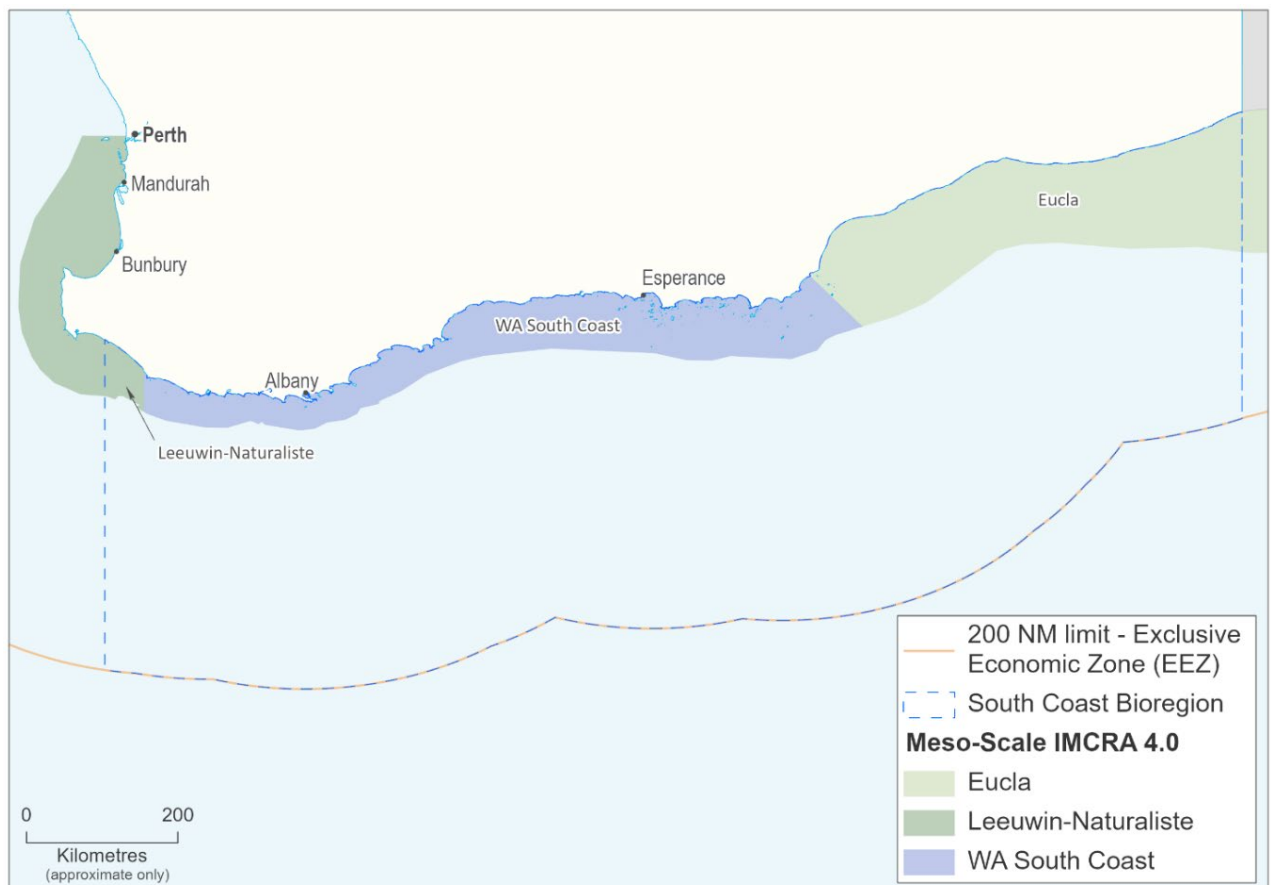 Perth
Mandurah
Bunbury
Eucla
Esperance
WA South Coast
Albany
Leeuwin-Naturaliste
200 NM limit - Exclusive
Economic Zone (EEZ)
South Coast Bioregion
Meso-Scale IMCRA 4.0
Eucla
Leeuwin-Naturaliste
WA South Coast
0 200
Kilometres
(approximate only)